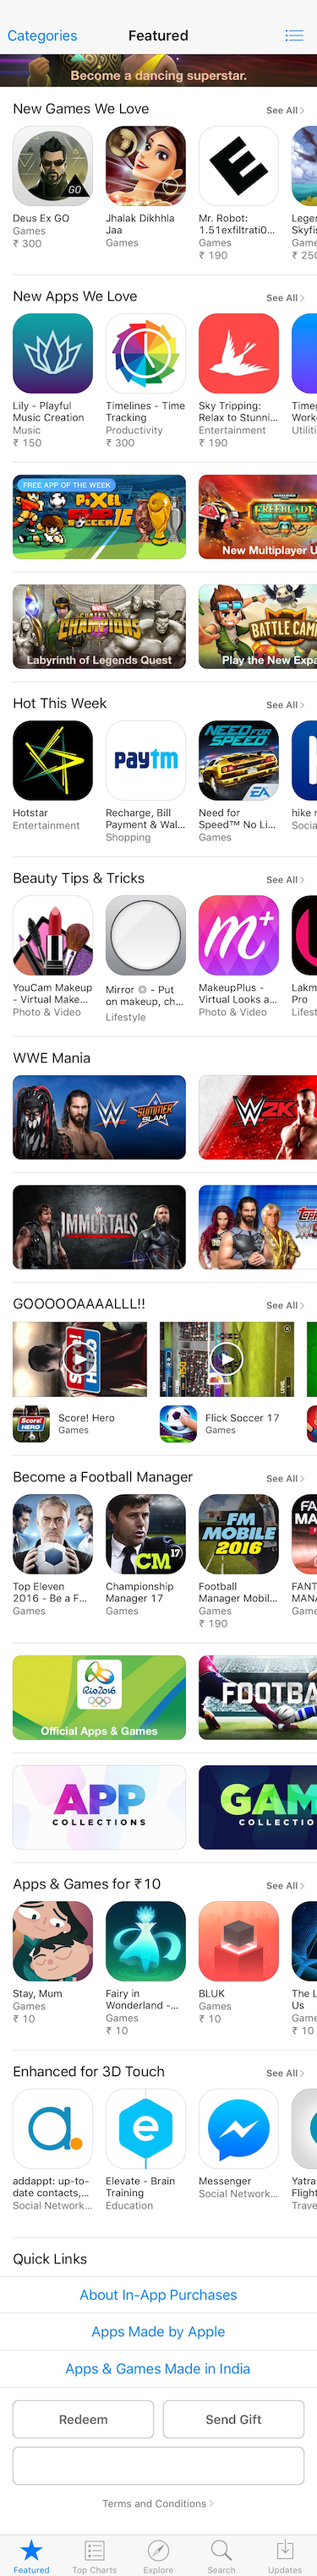 Categories
Featured
Become a dancing superstar.
New Games We Love
See All
GO
Deus Ex GO
Games
₹ 300
Jhalak Dikhhla
Jaa
Games
Mr. Robot:
1.51exfiltrati0...
Games
₹ 190
Leger
Skyfis
Game
₹ 250
New Apps We Love
See All
Lily - Playful
Music Creation
Music
₹ 150
Timelines - Time
Tracking
Productivity
₹ 300
Sky Tripping:
Relax to Stunni...
Entertainment
₹ 190
Time
Work
Utiliti
FREE APP OF THE WEEK
PIXEL
CUP
SOCCER 16
WARHAMMER
FREEBLADE
New Multiplayer U
MARVEL
CHAMPIONS
Labyrinth of Legends Quest
BATTLE CAM
Play the New Expa
Hot This Week
See All
Hotstar
Entertainment
paytm
Recharge, Bill
Payment & Wal...
Shopping
NEED FOR
SPEED
EA
Need for
Speed™ No Li...
Games
hike
Socia
Beauty Tips & Tricks
See All
YouCam Makeup
- Virtual Make...
Photo & Video
Mirror - Put
on makeup, ch...
Lifestyle
m+
MakeupPlus -
Virtual Looks a...
Photo & Video
Lakm
Pro
Lifest
WWE Mania
W
SUMMER
SLAM
W2K
IMMORTALS
TOPPS
GOOOOOAAAALLL!!
See All
Score!
HERO
Score! Hero
Games
Flick Soccer 17
Games
Become a Football Manager
See All
Top Eleven
2016 - Be a F...
Games
CM
17
Championship
Manager 17
Games
FM
MOBILE
2016
Football
Manager Mobil...
Games
₹ 190
FA
MA
FANT
MAN
Game
Rio2016
Official Apps & Games
FOOTBA
APP
COLLECTIONS
GAM
COLLECTIO
Apps & Games for ₹10
See All
Stay, Mum
Games
₹ 10
Fairy in
Wonderland -...
Games
₹ 10
BLUK
Games
₹ 10
The L
Us
Game
₹ 10
Enhanced for 3D Touch
See All
a.
addappt: up-to-
date contacts,...
Social Network...
e
Elevate - Brain
Training
Education
Messenger
Social Network...
Yatra
Flight
Trave
Quick Links
About In-App Purchases
Apps Made by Apple
Apps & Games Made in India
Redeem
Send Gift
Terms and Conditions
Featured
Top Charts
Explore
Search
Updates